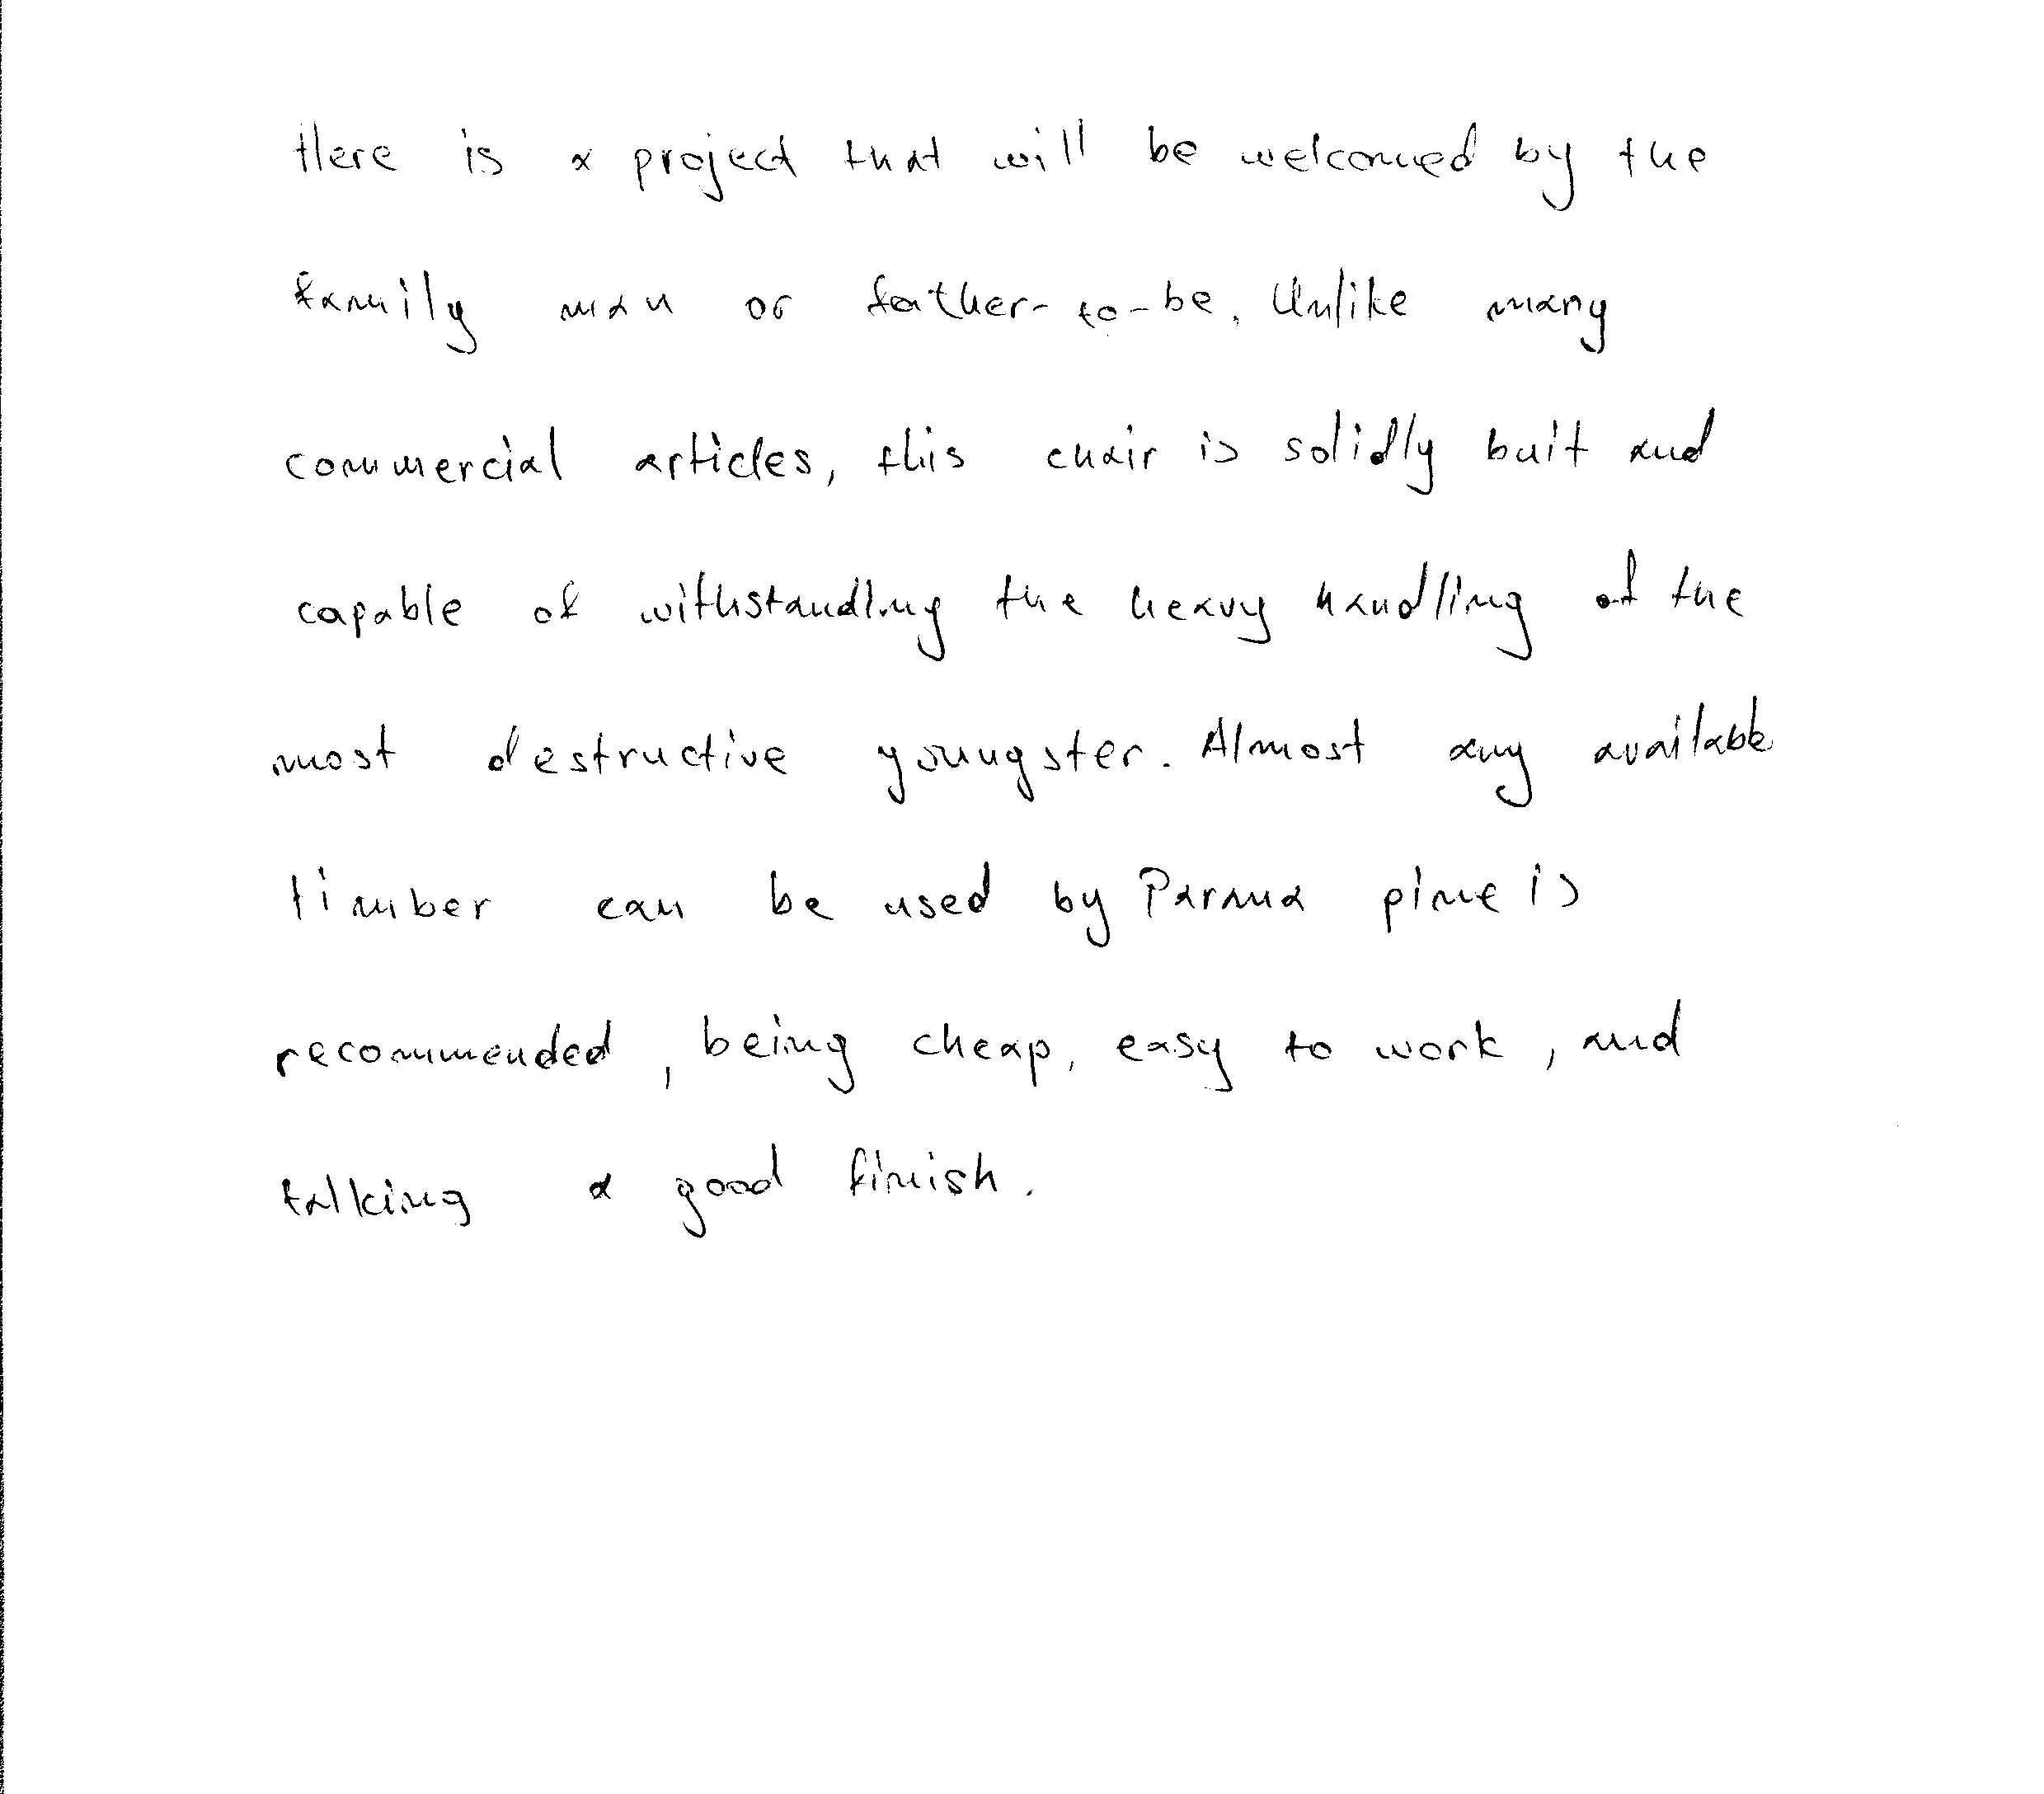 Here is a project that will be welcomed by the
family man or father-to-be. Unlike many
commercial articles, this chair is solidly buit and
capable of withstanding the heavy handling of the
most destructive youngster. Almost any available
timber can be used by Parana pine is
recommended, being cheap, easy to work, and
talking a good finish.